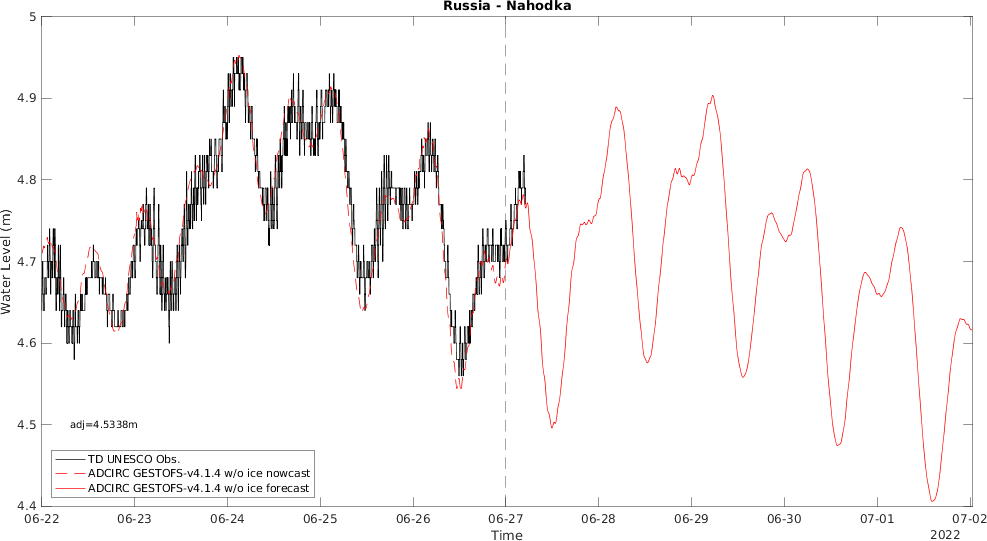 Russia - Nahodka
5
4.9
4.8
4.7
4.6
4.5
4.4
Water Level (m)
adj=4.5338m
TD UNESCO Obs.
ADCIRC GESTOFS-v4.1.4 w/o ice nowcast
ADCIRC GESTOFS-v4.1.4 w/o ice forecast
06-22 06-23 06-24 06-25 06-26 06-27 06-28 06-29 06-30 07-01 07-02
Time
2022